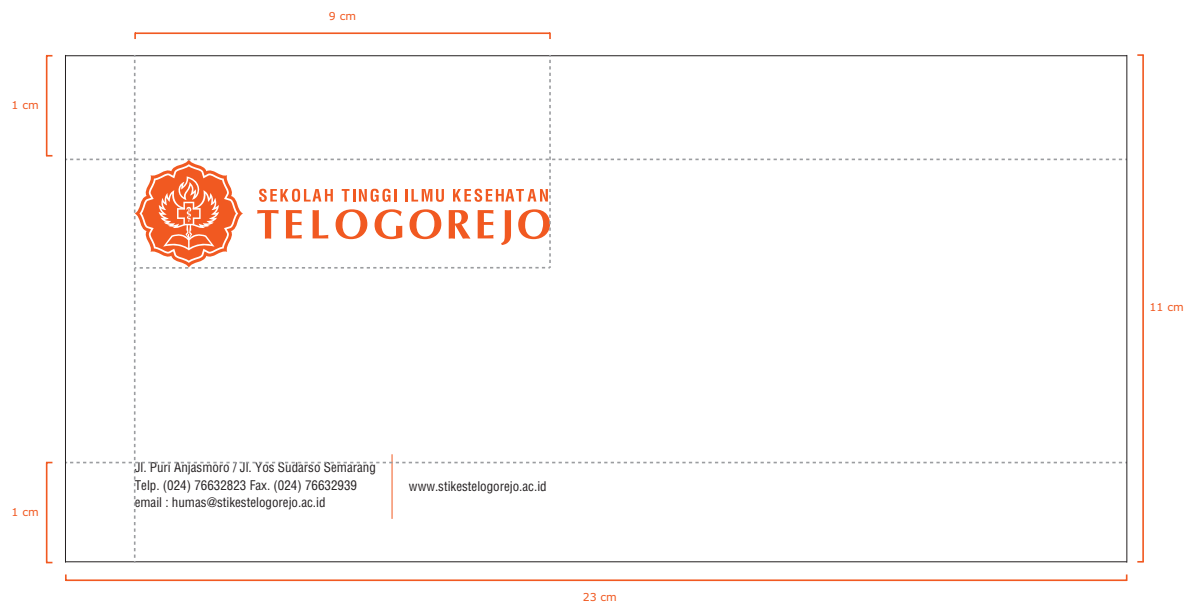 9 cm
1 cm
SEKOLAH TINGGI ILMU KESEHATAN
TELOGOREJO
11 cm
Jl. Puri Anjasmoro / Jl. Yos Sudarso Semarang
Telp. (024) 76632823 Fax. (024) 76632939
email : humas@stikestelogorejo.ac.id
www.stikestelogorejo.ac.id
1 cm
23 cm